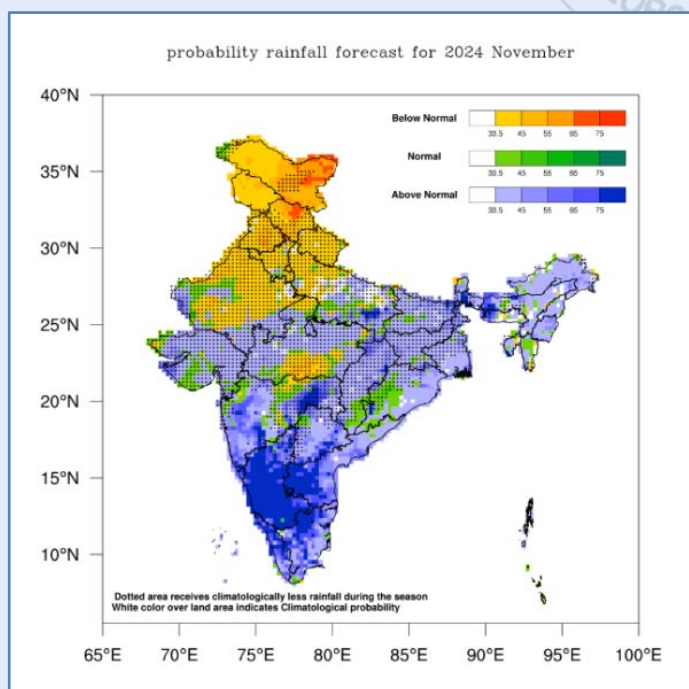 probability rainfall forecast for 2024 November
40°N
35°N
30°N
25°N
20°N
15°N
10°N
Below Normal
33.5 45 55 65 75
Normal
33.5 45 55 65 75
Above Normal
33.5 45 55 65 75
Dotted area receives climatologically less rainfall during the season
White color over land area indicates Climatological probability
65°E 70°E 75°E 80°E 85°E 90°E 95°E 100°E